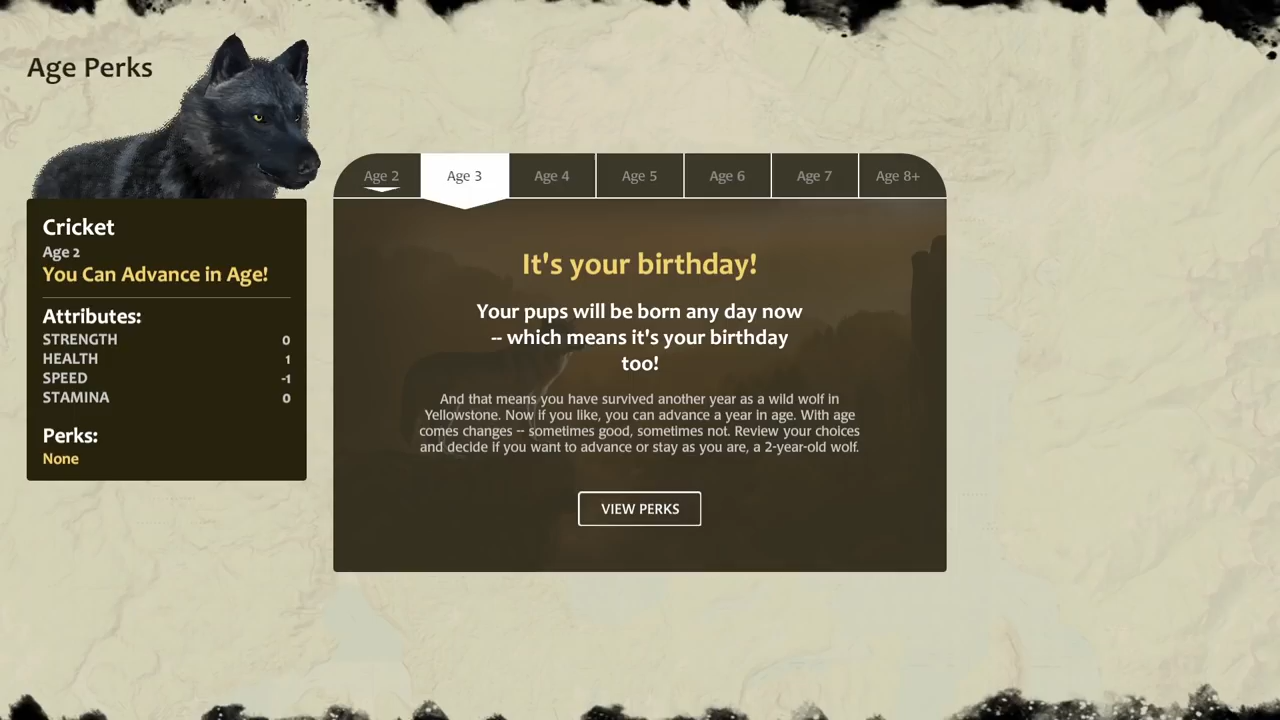 Age Perks
Age 2
Age 3
Age 4
Age 5
Age 6
Age 7
Age 8+
Cricket
Age 2
You Can Advance in Age!
Attributes:
STRENGTH 0
HEALTH 1
SPEED -1
STAMINA 0
Perks:
None
It's your birthday!
Your pups will be born any day now
-- which means it's your birthday
too!
And that means you have survived another year as a wild wolf in
Yellowstone. Now if you like, you can advance a year in age. With age
comes changes -- sometimes good, sometimes not. Review your choices
and decide if you want to advance or stay as you are, a 2-year-old wolf.
VIEW PERKS